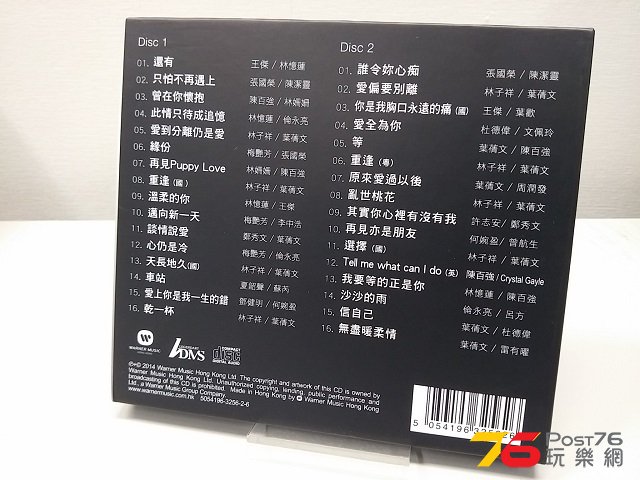 Disc 1
01. 還有 王傑 / 林憶蓮
02. 只怕不再遇上 張國榮 / 陳潔靈
03. 曾在你懷抱 陳百強 / 林姍姍
04. 此情只待成追憶 林憶蓮 / 倫永亮
05. 愛到分離仍是愛 林子祥 / 葉蒨文
06. 緣份 梅艷芳 / 張國榮
07. 再見Puppy Love 林姍姍 / 陳百強
08. 重逢 (國) 林子祥 / 葉蒨文
09. 溫柔的你 林憶蓮 / 王傑
10. 邁向新一天 梅艷芳 / 李中浩
11. 談情說愛 鄭秀文 / 葉蒨文
12. 心仍是冷 梅艷芳 / 倫永亮
13. 天長地久 (國) 林子祥 / 葉蒨文
14. 車站 夏韶聲 / 蘇芮
15. 愛上你是我一生的錯 鄧健明 / 何婉盈
16. 乾一杯 林子祥 / 葉蒨文
Disc 2
01. 誰令妳心痴 張國榮 / 陳潔靈
02. 愛偏要別離 林子祥 / 葉蒨文
03. 你是我胸口永遠的痛 (國) 王傑 / 葉歡
04. 愛全為你 杜德偉 / 文佩玲
05. 等 葉蒨文 / 陳百強
06. 重逢 (粵) 林子祥 / 葉蒨文
07. 原來愛過以後 葉蒨文 / 周潤發
08. 亂世桃花 林子祥 / 葉蒨文
09. 其實你心裡有沒有我 許志安 / 鄭秀文
10. 再見亦是朋友 何婉盈 / 曾航生
11. 選擇 (國) 林子祥 / 葉蒨文
12. Tell me what can I do (英) 陳百強 / Crystal Gayle
13. 我要等的正是你 林憶蓮 / 陳百強
14. 沙沙的雨 倫永亮 / 呂方
15. 信自己 葉蒨文 / 杜德偉
16. 無盡暖柔情 葉蒨文 / 雷有曜
WARNER MUSIC
DMS
COMPACT
disc
DIGITAL AUDIO
℗+© 2014 Warner Music Hong Kong Ltd. The copyright and artwork of this CD is owned by
Warner Music Hong Kong Ltd. Unauthorized copying, lending, public performance and
broadcasting of this CD is prohibited. Made in Hong Kong by Warner Music Hong Kong
Ltd., a Warner Music Group Company.
www.warnermusic.com.hk 5054196-3256-2-6
5 054196 325626
76 Post76
玩樂網